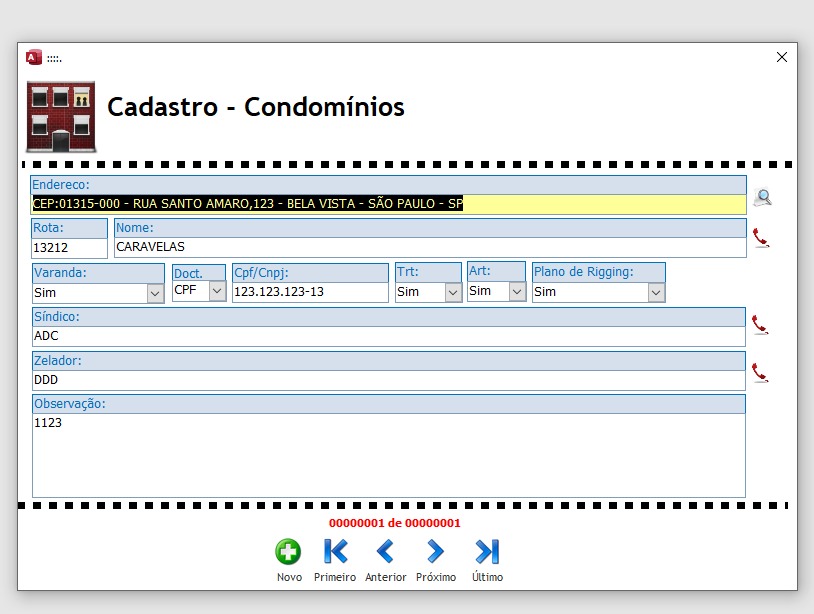 :::::.
Cadastro - Condomínios
Endereco:
CEP:01315-000 - RUA SANTO AMARO,123 - BELA VISTA - SÃO PAULO - SP
Rota: Nome:
13212 CARAVELAS
Varanda: Doct. Cpf/Cnpj: Trt: Art: Plano de Rigging:
Sim CPF 123.123.123-13 Sim Sim Sim
Síndico:
ADC
Zelador:
DDD
Observação:
1123
00000001 de 00000001
Novo Primeiro Anterior Próximo Último